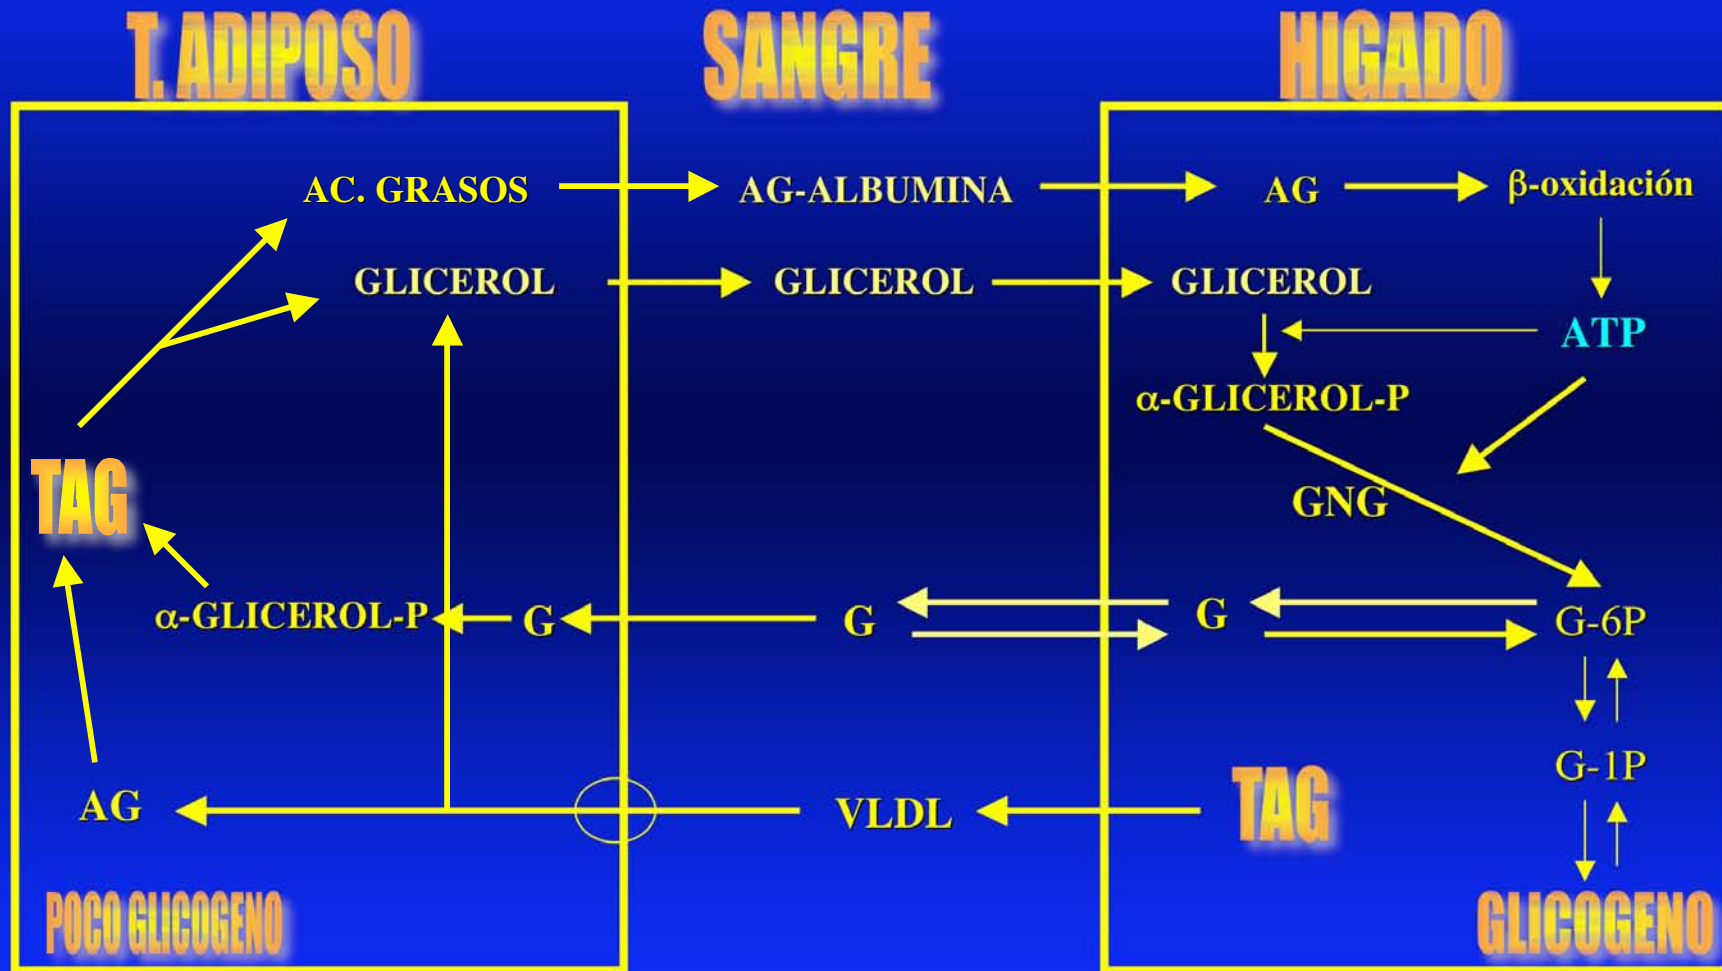 T. ADIPOSO
SANGRE
HIGADO
AC. GRASOS
AG-ALBUMINA
AG
β-oxidación
GLICEROL
GLICEROL
GLICEROL
ATP
α-GLICEROL-P
TAG
GNG
α-GLICEROL-P
G
G
G
G-6P
G-1P
AG
VLDL
TAG
POCO GLICOGENO
GLICOGENO